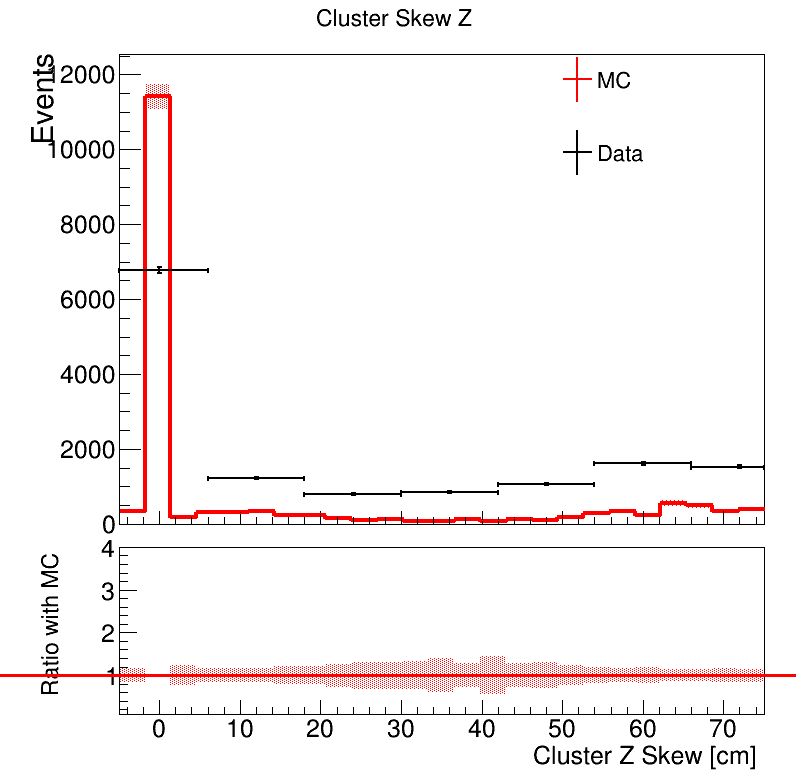 Cluster Skew Z
Events
12000
10000
8000
6000
4000
2000
0
MC
Data
Ratio with MC
4
3
2
1
0 10 20 30 40 50 60 70
Cluster Z Skew [cm]